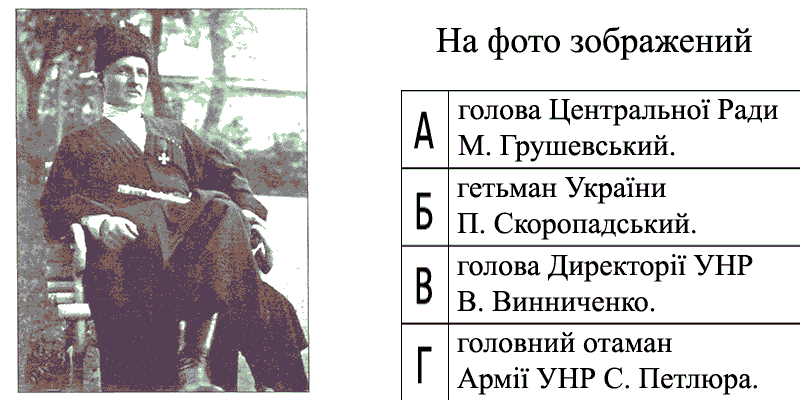 На фото зображений
А голова Центральної Ради
М. Грушевський.
Б гетьман України
П. Скоропадський.
В голова Директорії УНР
В. Винниченко.
Г головний отаман
Армії УНР С. Петлюра.